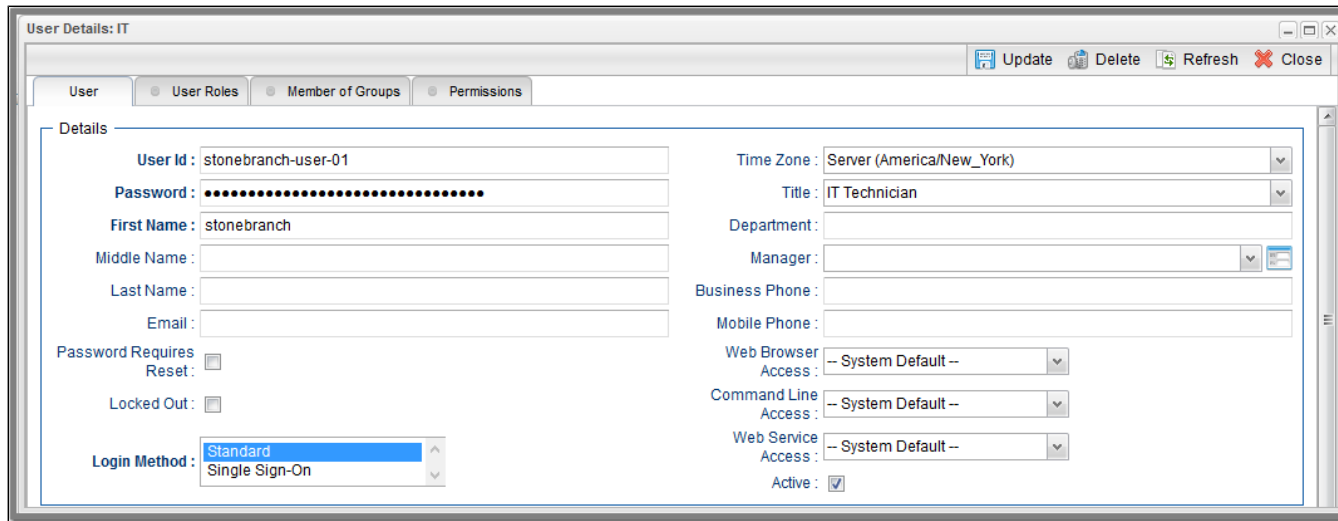 User Details: IT
Update Delete Refresh Close
User User Roles Member of Groups Permissions
Details
User Id : stonebranch-user-01
Time Zone : Server (America/New_York)
Password : ••••••••••••••••••••••••••••••••
Title : IT Technician
First Name : stonebranch
Department :
Middle Name :
Manager :
Last Name :
Business Phone :
Email :
Mobile Phone :
Password Requires
Reset :
Web Browser
Access : -- System Default --
Locked Out :
Command Line
Access : -- System Default --
Login Method : Standard
Single Sign-On
Web Service
Access : -- System Default --
Active :